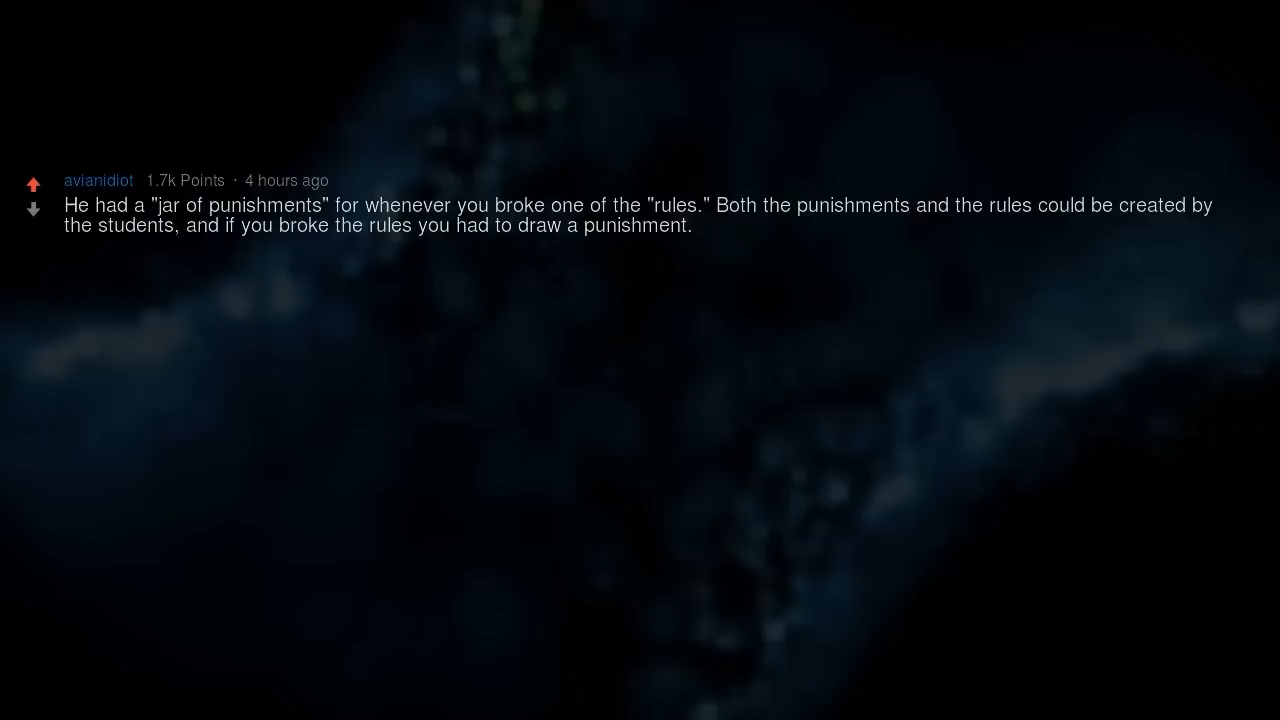 avianidiot 1.7k Points · 4 hours ago
He had a "jar of punishments" for whenever you broke one of the "rules." Both the punishments and the rules could be created by
the students, and if you broke the rules you had to draw a punishment.